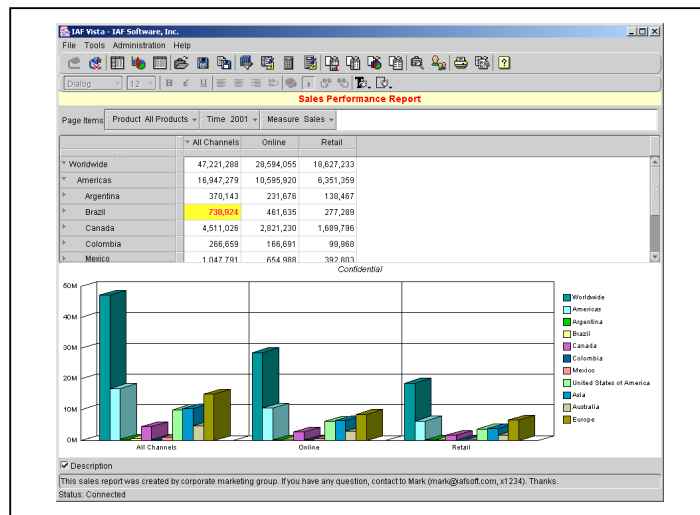 IAF Vista - IAF Software, Inc.
File Tools Administration Help
Dialog 12 B i U
Sales Performance Report
Page Items: Product All Products Time 2001 Measure Sales
All Channels Online Retail
Worldwide 47,221,288 28,594,055 18,627,233
Americas 16,947,279 10,595,920 6,351,359
Argentina 370,143 231,676 138,467
Brazil 738,924 461,635 277,289
Canada 4,511,026 2,821,230 1,689,796
Colombia 266,659 166,691 99,968
Mexico 1,047,791 654,988 392,803
Confidential
50M
40M
30M
20M
10M
0M
All Channels Online Retail
Worldwide
Americas
Argentina
Brazil
Canada
Colombia
Mexico
United States of America
Asia
Australia
Europe
Description
This sales report was created by corporate marketing group. If you have any question, contact to Mark (mark@iafsoft.com, x1234). Thanks.
Status: Connected